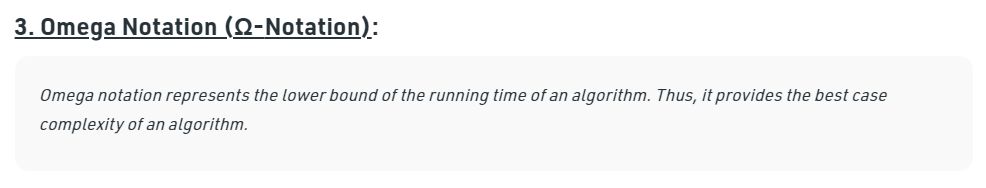 3. Omega Notation (Ω-Notation):
Omega notation represents the lower bound of the running time of an algorithm. Thus, it provides the best case
complexity of an algorithm.